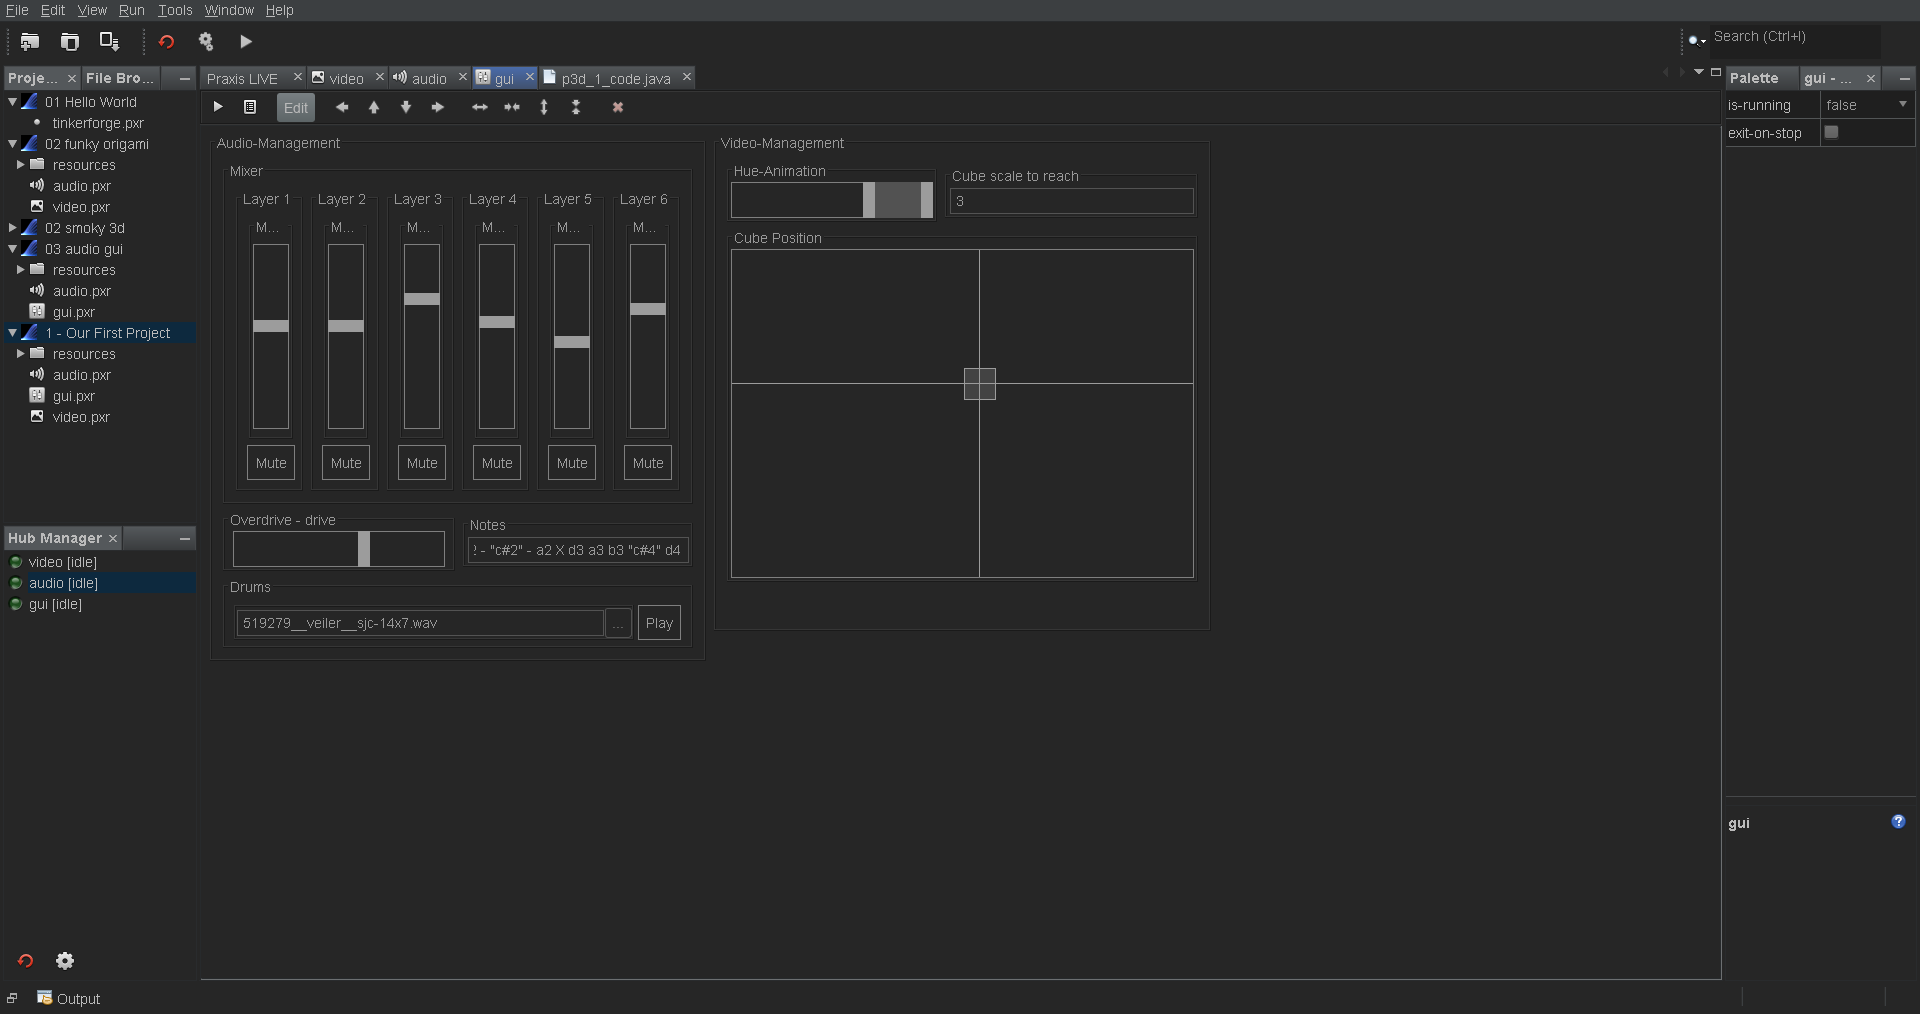 File Edit View Run Tools Window Help
Search (Ctrl+I)
Proje... File Bro...
01 Hello World
tinkerforge.pxr
02 funky origami
resources
audio.pxr
video.pxr
02 smoky 3d
03 audio gui
resources
audio.pxr
gui.pxr
1 - Our First Project
resources
audio.pxr
gui.pxr
video.pxr
Hub Manager
video [idle]
audio [idle]
gui [idle]
Output
Praxis LIVE video audio gui p3d_1_code.java
Edit
Audio-Management
Mixer
Layer 1 Layer 2 Layer 3 Layer 4 Layer 5 Layer 6
M... M... M... M... M... M...
Mute Mute Mute Mute Mute Mute
Overdrive - drive
Notes
- "c#2" - a2 X d3 a3 b3 "c#4" d4
Drums
519279__veiler__sjc-14x7.wav ... Play
Video-Management
Hue-Animation
Cube scale to reach
3
Cube Position
Palette gui - ...
is-running false
exit-on-stop
gui
?